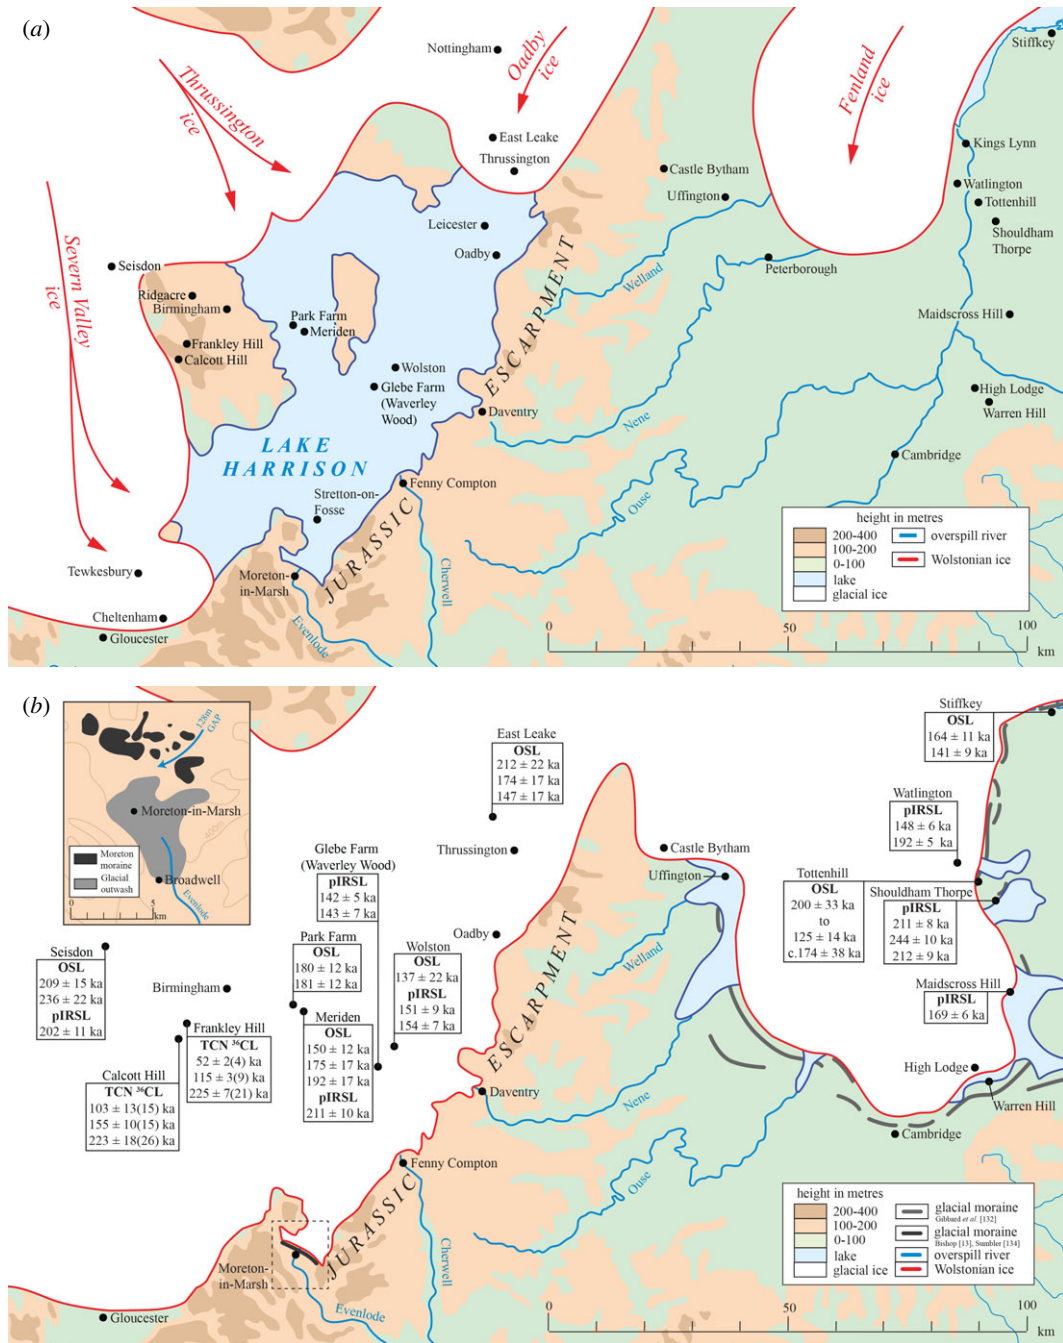 (a)
Nottingham
Oadby
ice
Stiffkey
Thrussington
ice
Fenland
ice
East Leake
Thrussington
Kings Lynn
Castle Bytham
Uffington
Watlington
Tottenhill
Shouldham
Thorpe
Severn Valley
ice
Leicester
Oadby
Seisdon
Peterborough
Welland
Ridgacre
Birmingham
Park Farm
Meriden
ESCARPMENT
Maidscross Hill
Frankley Hill
Calcott Hill
Wolston
Glebe Farm
(Waverley
Wood)
High Lodge
Warren Hill
Daventry
Nene
LAKE
HARRISON
Cambridge
Fenny Compton
Ouse
Stretton-on-
Fosse
JURASSIC
Tewkesbury
Moreton-
in-Marsh
Cherwell
Cheltenham
Gloucester
Evenlode
height in metres
200-400
100-200
0-100
lake
glacial ice
overspill river
Wolstonian ice
0
50
100
km
(b)
128m
GAP
Moreton-in-Marsh
400m
Moreton
moraine
Glacial
outwash
Broadwell
Evenlode
0
5
km
East Leake
OSL
212 ± 22 ka
174 ± 17 ka
147 ± 17 ka
Stiffkey
OSL
164 ± 11 ka
141 ± 9 ka
Watlington
pIRSL
148 ± 6 ka
192 ± 5 ka
Thrussington
Castle Bytham
Uffington
Glebe Farm
(Waverley Wood)
pIRSL
142 ± 5 ka
143 ± 7 ka
Tottenhill
OSL
200 ± 33 ka
to
125 ± 14 ka
c.174 ± 38 ka
Shouldham Thorpe
pIRSL
211 ± 8 ka
244 ± 10 ka
212 ± 9 ka
Oadby
Park Farm
OSL
180 ± 12 ka
181 ± 12 ka
Wolston
OSL
137 ± 22 ka
pIRSL
151 ± 9 ka
154 ± 7 ka
Seisdon
OSL
209 ± 15 ka
236 ± 22 ka
pIRSL
202 ± 11 ka
Birmingham
Welland
ESCARPMENT
Maidscross Hill
pIRSL
169 ± 6 ka
Meriden
OSL
150 ± 12 ka
175 ± 17 ka
192 ± 17 ka
pIRSL
211 ± 10 ka
Frankley Hill
TCN ³⁶CL
52 ± 2(4) ka
115 ± 3(9) ka
225 ± 7(21) ka
Calcott Hill
TCN ³⁶CL
103 ± 13(15) ka
155 ± 10(15) ka
223 ± 18(26) ka
High Lodge
Warren Hill
Daventry
Nene
Cambridge
Fenny Compton
Ouse
JURASSIC
Moreton-
in-Marsh
Cherwell
Evenlode
Gloucester
height in metres
200-400
100-200
0-100
lake
glacial ice
glacial moraine
Gibbard et al. [132]
glacial moraine
Bishop [13], Sumbler [134]
overspill river
Wolstonian ice
0
50
100
km